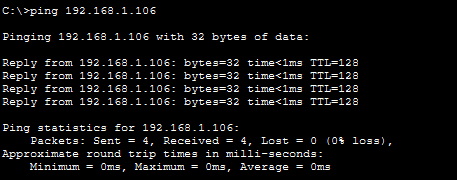 C:\>ping 192.168.1.106
Pinging 192.168.1.106 with 32 bytes of data:
Reply from 192.168.1.106: bytes=32 time<1ms TTL=128
Reply from 192.168.1.106: bytes=32 time<1ms TTL=128
Reply from 192.168.1.106: bytes=32 time<1ms TTL=128
Reply from 192.168.1.106: bytes=32 time<1ms TTL=128
Ping statistics for 192.168.1.106:
    Packets: Sent = 4, Received = 4, Lost = 0 (0% loss),
Approximate round trip times in milli-seconds:
    Minimum = 0ms, Maximum = 0ms, Average = 0ms